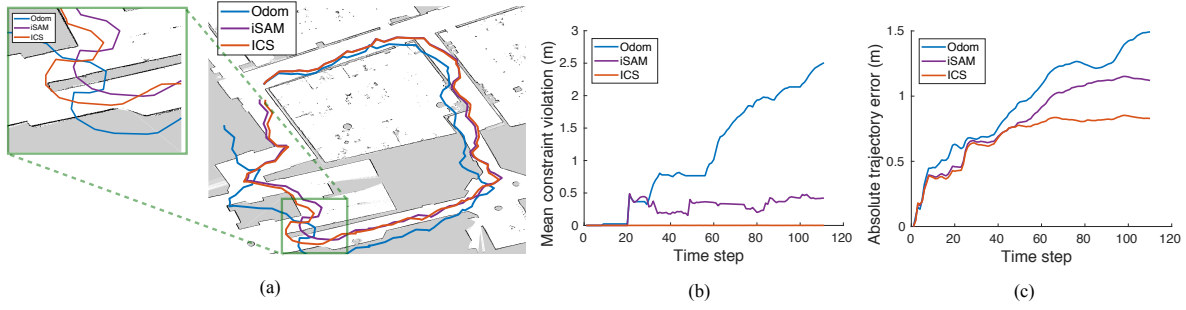 Odom
iSAM
ICS
Odom
iSAM
ICS
(a)
Mean constraint violation (m)
3
2.5
2
1.5
1
0.5
0
0 20 40 60 80 100 120
Time step
Odom
iSAM
ICS
(b)
Absolute trajectory error (m)
1.5
1
0.5
0
0 20 40 60 80 100 120
Time step
Odom
iSAM
ICS
(c)